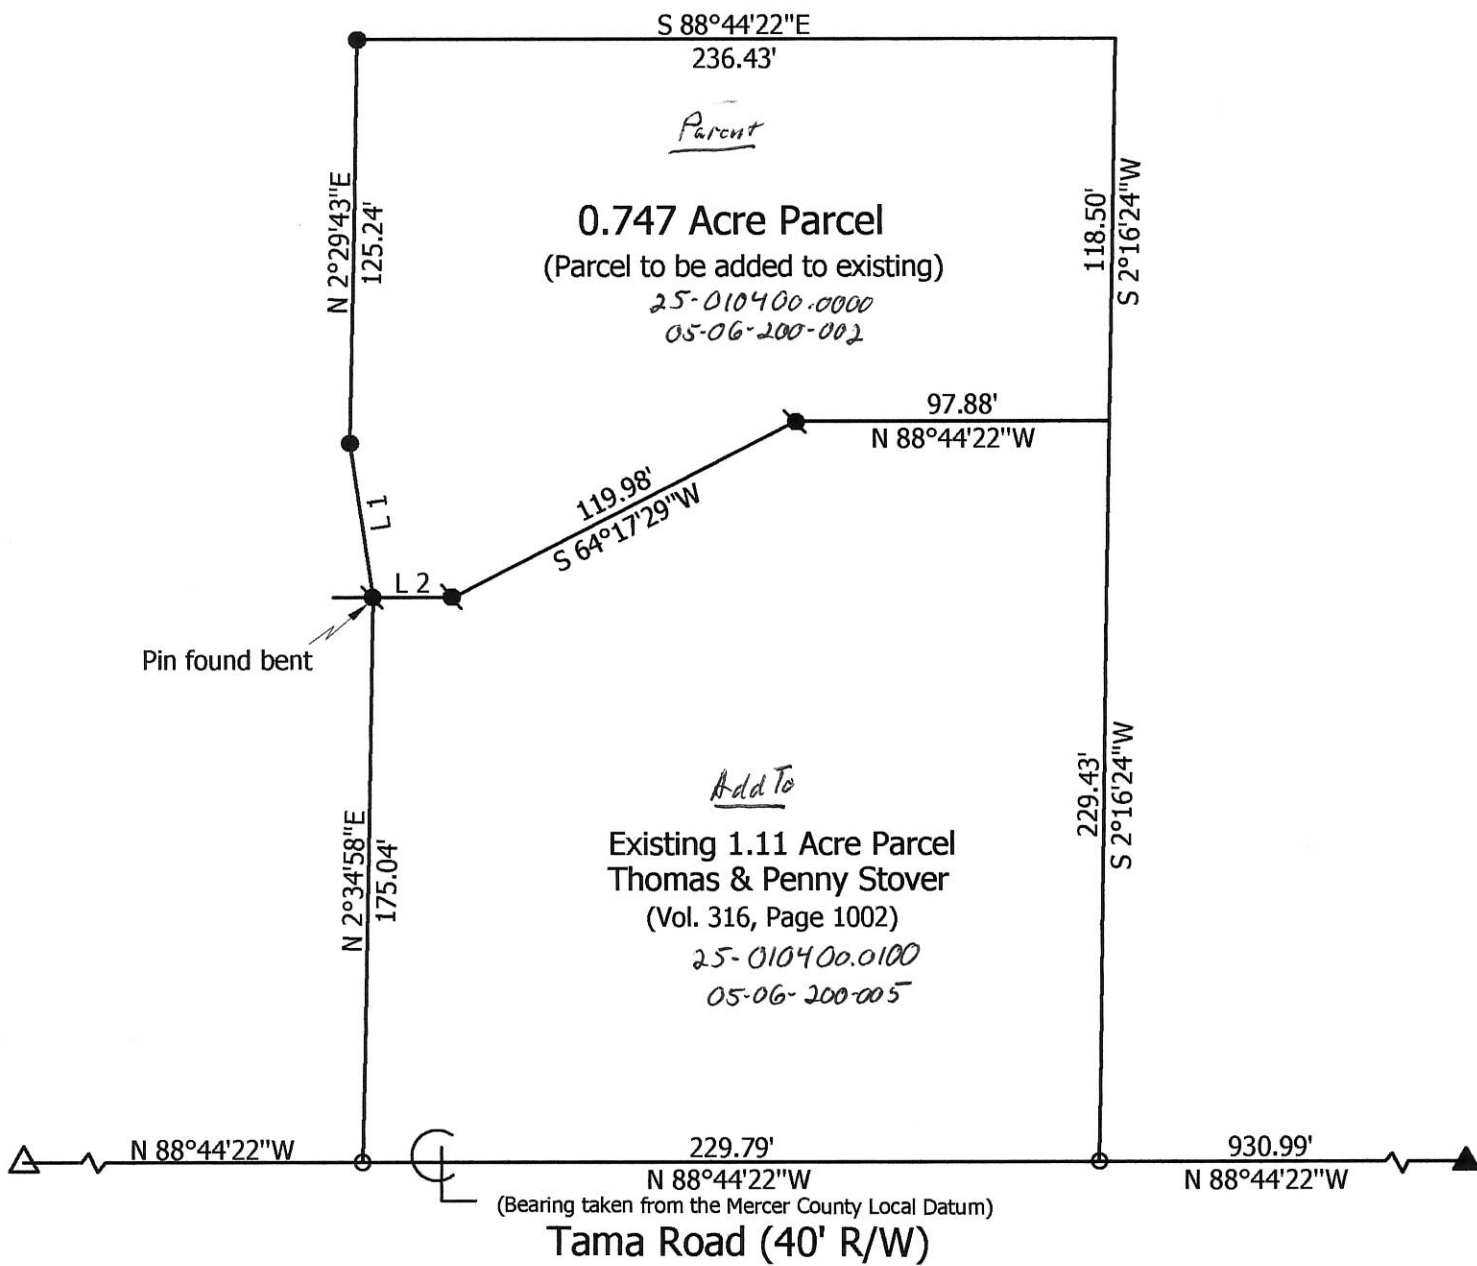 S 88°44'22"E
236.43'
Parent
N 2°29'43"E
125.24'
118.50'
S 2°16'24"W
0.747 Acre Parcel
(Parcel to be added to existing)
25-010400.0000
05-06-200-002
97.88'
N 88°44'22"W
119.98'
S 64°17'29"W
L 1
L 2
Pin found bent
N 2°34'58"E
175.04'
229.43'
S 2°16'24"W
Add To
Existing 1.11 Acre Parcel
Thomas & Penny Stover
(Vol. 316, Page 1002)
25-010400.0100
05-06-200-005
N 88°44'22"W
229.79'
N 88°44'22"W
930.99'
N 88°44'22"W
(Bearing taken from the Mercer County Local Datum)
Tama Road (40' R/W)